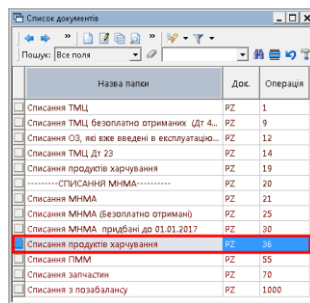 Список документів
Пошук: Все поля
Назва папки Док. Операція
Списання ТМЦ PZ 1
Списання ТМЦ безоплатно отриманих (Дт 4... PZ 9
Списання ОЗ, які вже введені в експлуатацію... PZ 12
Списання ТМЦ Дт 23 PZ 14
Списання продуктів харчування PZ 19
---------СПИСАННЯ МНМА---------- PZ 20
Списання МНМА PZ 21
Списання МНМА (Безоплатно отримані) PZ 25
Списання МНМА придбані до 01.01.2017 PZ 30
Списання продуктів харчування PZ 36
Списання ПММ PZ 55
Списання запчастин PZ 70
Списання з позабалансу PZ 1000